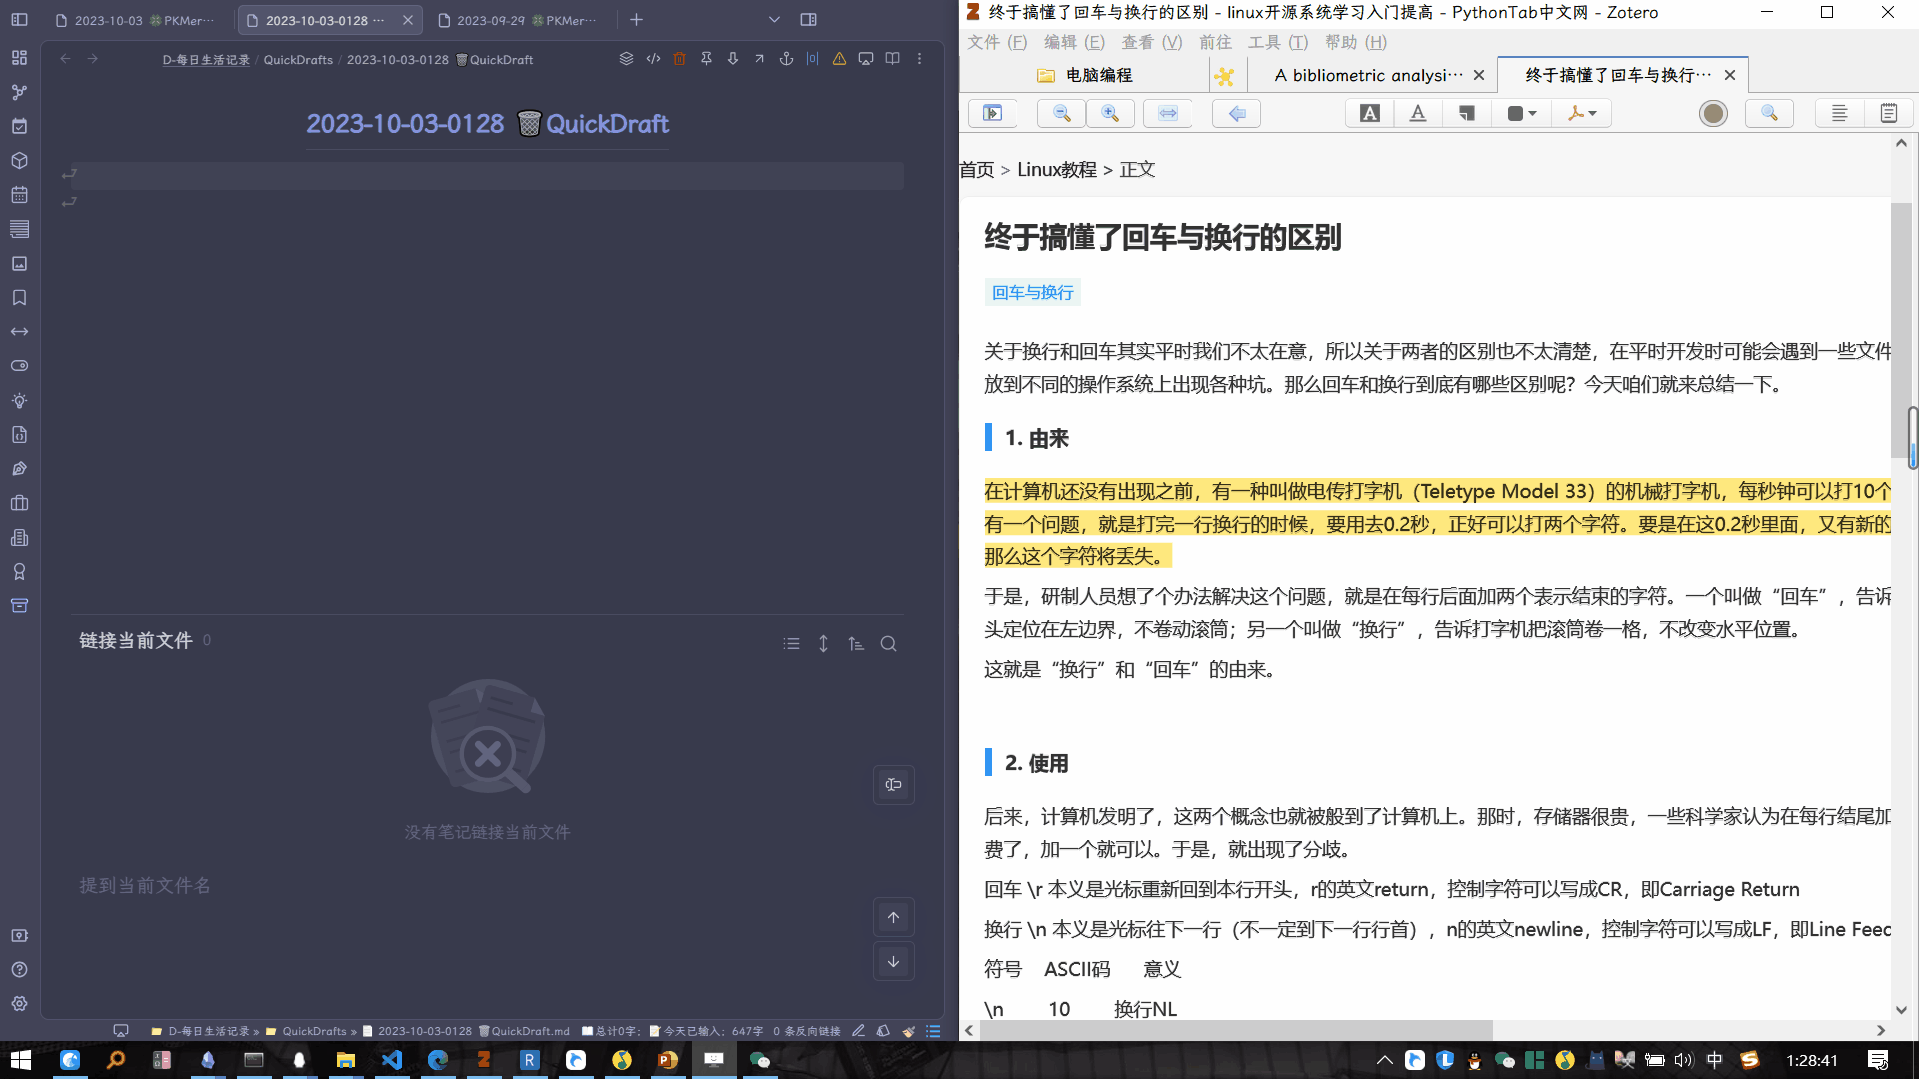 2023-10-03 PKMer···
2023-10-03-0128 ···
2023-09-29 PKMer···
D-每日生活记录 / QuickDrafts / 2023-10-03-0128 QuickDraft
2023-10-03-0128 QuickDraft
链接当前文件 0
没有笔记链接当前文件
提到当前文件名
D-每日生活记录 » QuickDrafts » 2023-10-03-0128 QuickDraft.md 总计0字； 今天已输入：647字 0 条反向链接
终于搞懂了回车与换行的区别 - linux开源系统学习入门提高 - PythonTab中文网 - Zotero
文件 (F) 编辑 (E) 查看 (V) 前往 工具 (T) 帮助 (H)
电脑编程
A bibliometric analysi···
终于搞懂了回车与换行···
首页 > Linux教程 > 正文
终于搞懂了回车与换行的区别
回车与换行
关于换行和回车其实平时我们不太在意，所以关于两者的区别也不太清楚，在平时开发时可能会遇到一些文件
放到不同的操作系统上出现各种坑。那么回车和换行到底有哪些区别呢？今天咱们就来总结一下。
1. 由来
在计算机还没有出现之前，有一种叫做电传打字机（Teletype Model 33）的机械打字机，每秒钟可以打10个
有一个问题，就是打完一行换行的时候，要用去0.2秒，正好可以打两个字符。要是在这0.2秒里面，又有新的
那么这个字符将丢失。
于是，研制人员想了个办法解决这个问题，就是在每行后面加两个表示结束的字符。一个叫做“回车”，告诉
头定位在左边界，不卷动滚筒；另一个叫做“换行”，告诉打字机把滚筒卷一格，不改变水平位置。
这就是“换行”和“回车”的由来。
2. 使用
后来，计算机发明了，这两个概念也就被般到了计算机上。那时，存储器很贵，一些科学家认为在每行结尾加
费了，加一个就可以。于是，就出现了分歧。
回车 \r 本义是光标重新回到本行开头，r的英文return，控制字符可以写成CR，即Carriage Return
换行 \n 本义是光标往下一行（不一定到下一行行首），n的英文newline，控制字符可以写成LF，即Line Feed
符号 ASCII码 意义
\n 10 换行NL
中
1:28:41